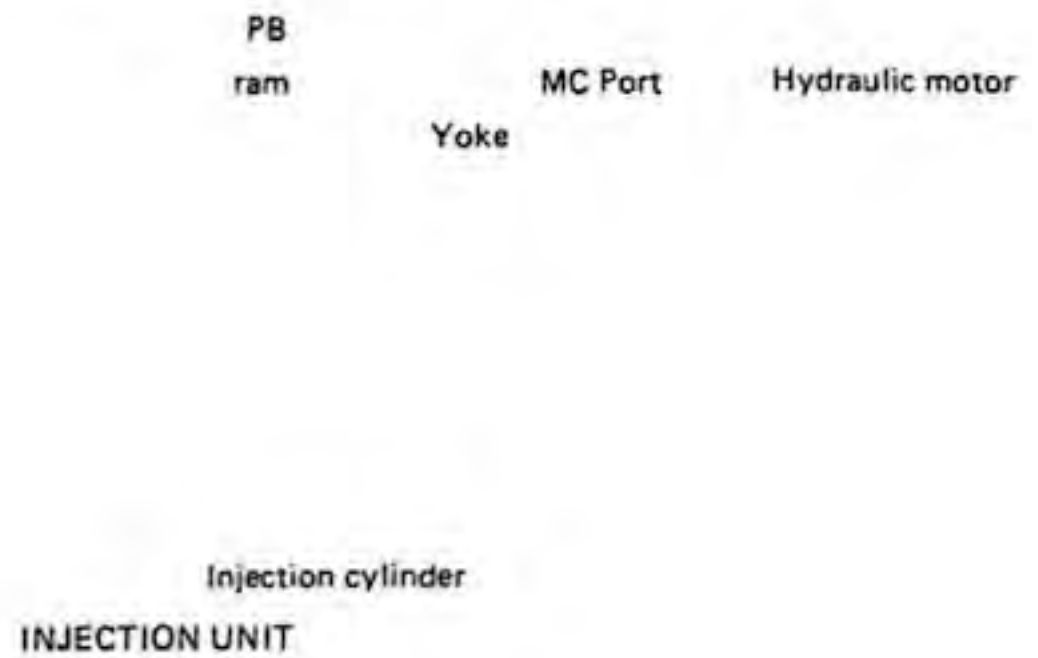 PB
ram MC Port Hydraulic motor
Yoke
Injection cylinder
INJECTION UNIT